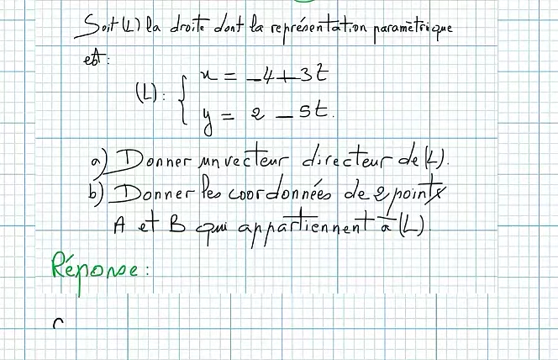 Soit (L) la droite dont la représentation paramétrique
est:
(L): { x = -4+3t
y = 2 - 5t.
a) Donner un vecteur directeur de (L).
b) Donner les coordonnées de 2 points
A et B qui appartiennent à (L)
Réponse: